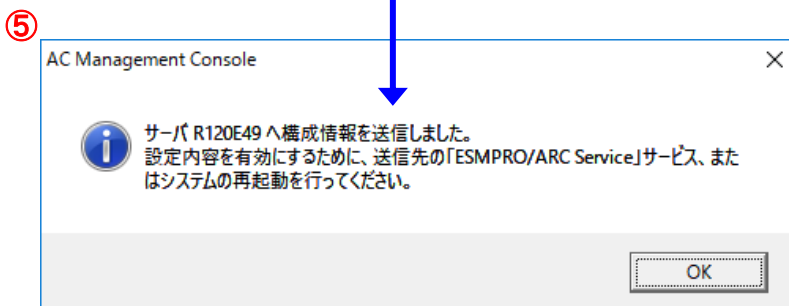 ⑤
AC Management Console
サーバ R120E49 へ構成情報を送信しました。
設定内容を有効にするために、送信先の「ESMPRO/ARC Service」サービス、また
はシステムの再起動を行ってください。
OK